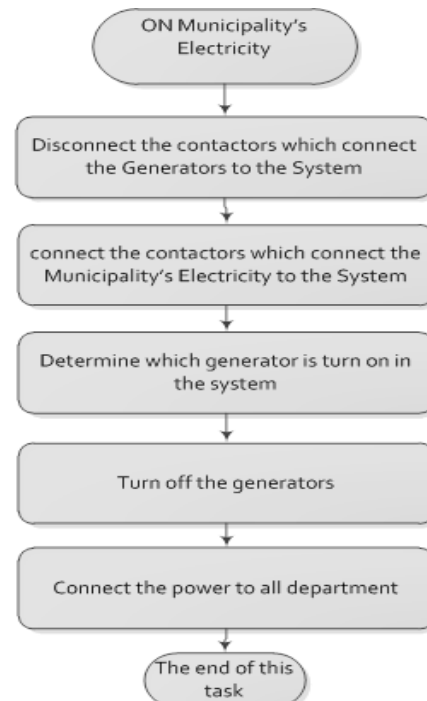 ON Municipality's
Electricity
Disconnect the contactors which connect
the Generators to the System
connect the contactors which connect the
Municipality's Electricity to the System
Determine which generator is turn on in
the system
Turn off the generators
Connect the power to all department
The end of this
task